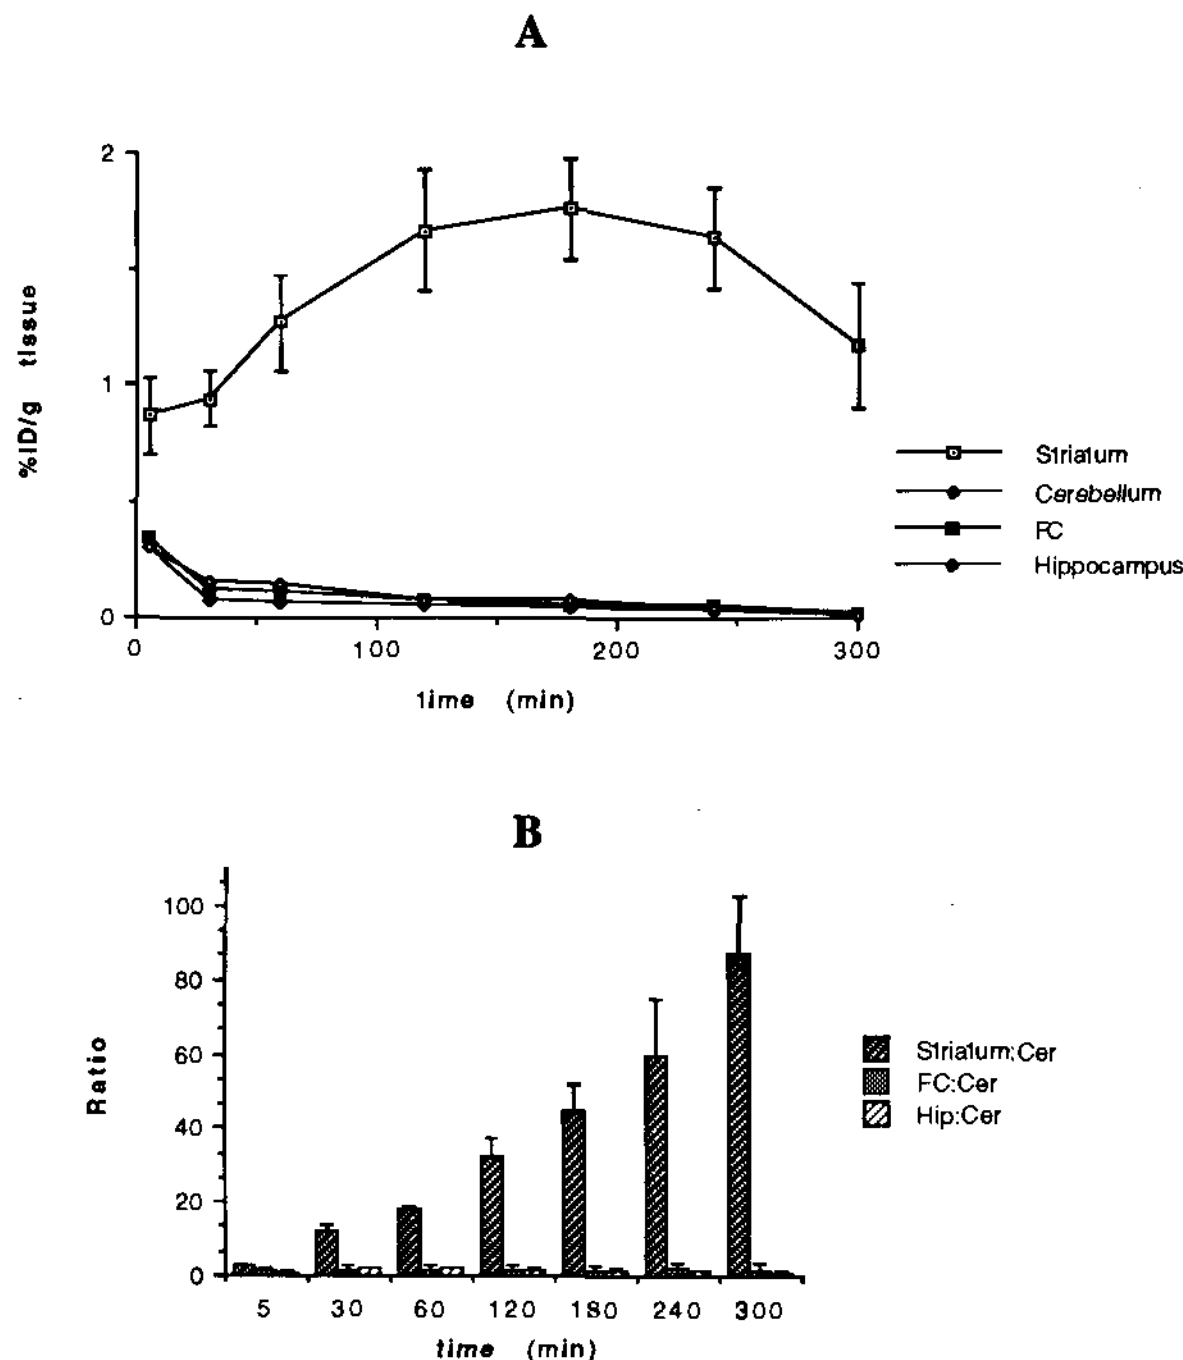 A
2
1
0
%ID/g tissue
0 100 200 300
time (min)
Striatum
Cerebellum
FC
Hippocampus
B
100
80
60
40
20
0
Ratio
5 30 60 120 180 240 300
time (min)
Striatum:Cer
FC:Cer
Hip:Cer